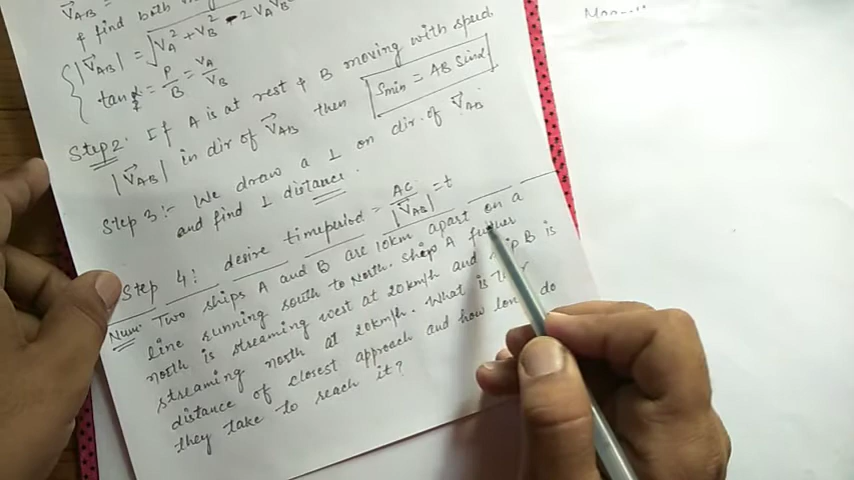 V⃗AB =
& find both
|V⃗AB| = √VA² + VB² - 2VAVB
tanα = P/B = VA/VB
Step 2: If A is at rest & B moving with speed
|V⃗AB| in dir of V⃗AB then Smin = AB sinα
Step 3:- We draw a ⊥ on dir. of V⃗AB
and find ⊥ distance.
Step 4: desire timeperiod = AC/|V⃗AB| = t
Num: Two ships A and B are 10km apart on a
line running south to North. Ship A further
north is streaming west at 20km/h and ship B is
streaming north at 20km/h. What is their
distance of closest approach and how long do
they take to reach it?